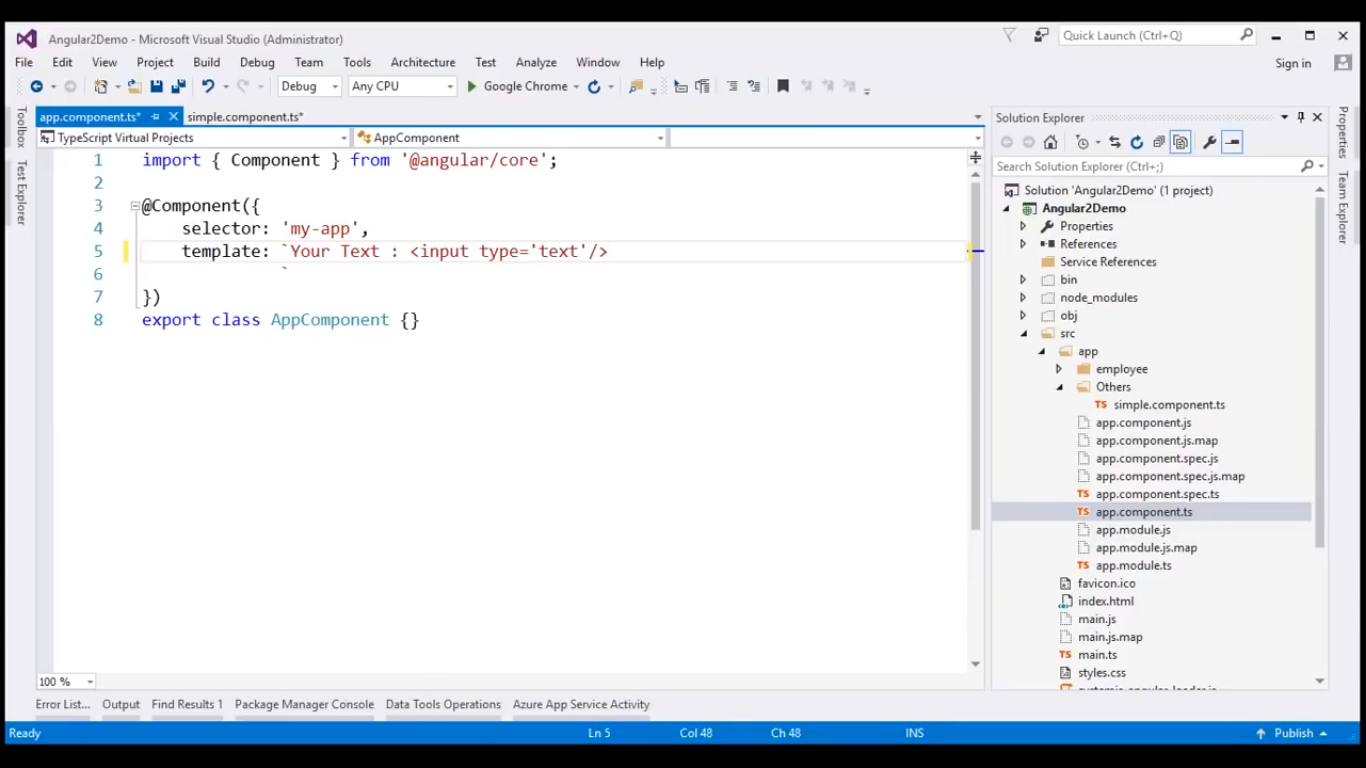 Angular2Demo - Microsoft Visual Studio (Administrator)
Quick Launch (Ctrl+Q)
File Edit View Project Build Debug Team Tools Architecture Test Analyze Window Help
Sign in
Debug Any CPU Google Chrome
Toolbox
Test Explorer
app.component.ts* simple.component.ts*
TypeScript Virtual Projects AppComponent
1 import { Component } from '@angular/core';
2
3 @Component({
4 selector: 'my-app',
5 template: `Your Text : <input type='text'/>
6 `
7 })
8 export class AppComponent {}
100 %
Solution Explorer
Search Solution Explorer (Ctrl+;)
Solution 'Angular2Demo' (1 project)
Angular2Demo
Properties
References
Service References
bin
node_modules
obj
src
app
employee
Others
TS simple.component.ts
app.component.js
app.component.js.map
app.component.spec.js
app.component.spec.js.map
TS app.component.spec.ts
TS app.component.ts
app.module.js
app.module.js.map
TS app.module.ts
favicon.ico
index.html
main.js
main.js.map
TS main.ts
styles.css
Properties
Team Explorer
Error List... Output Find Results 1 Package Manager Console Data Tools Operations Azure App Service Activity
Ready Ln 5 Col 48 Ch 48 INS Publish